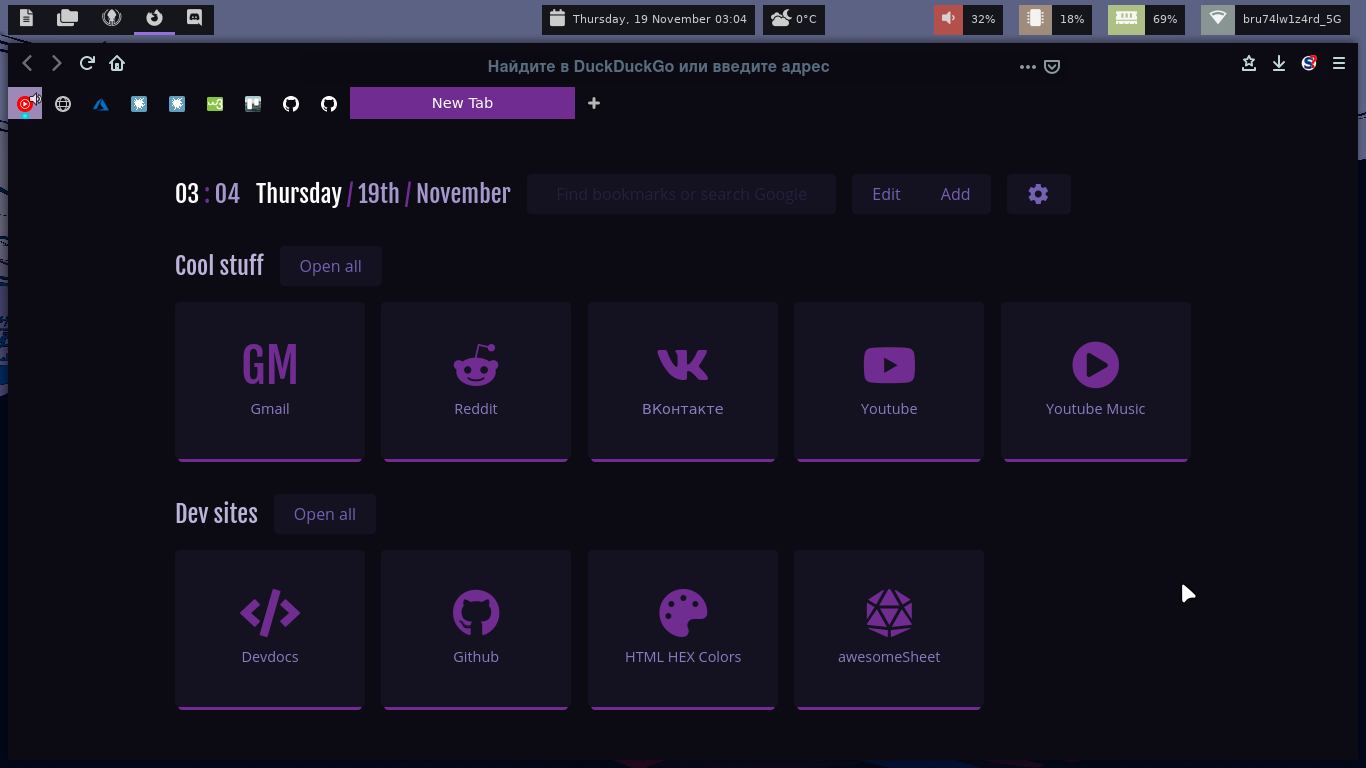 Thursday, 19 November 03:04
0°C
32%
18%
69%
bru74lw1z4rd_5G
Найдите в DuckDuckGo или введите адрес
New Tab
03 : 04 Thursday / 19th / November
Find bookmarks or search Google
Edit
Add
Cool stuff
Open all
GM
Gmail
Reddit
ВКонтакте
Youtube
Youtube Music
Dev sites
Open all
Devdocs
Github
HTML HEX Colors
awesomeSheet